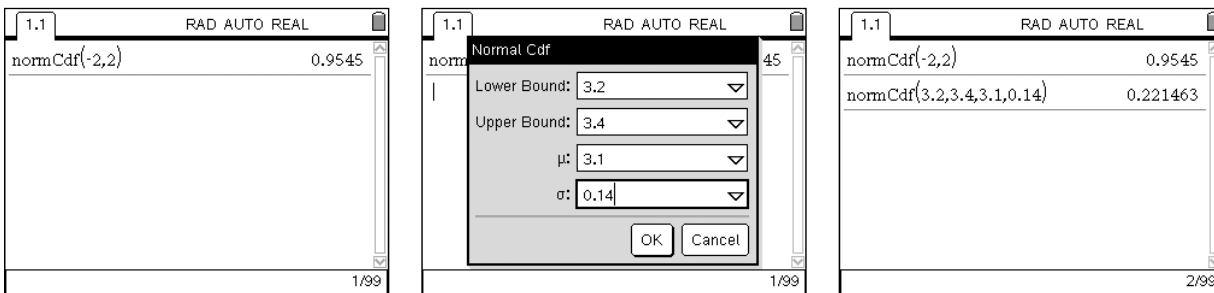 1.1 RAD AUTO REAL
normCdf(-2,2) 0.9545
1/99
1.1 RAD AUTO REAL
norm 45
Normal Cdf
Lower Bound: 3.2
Upper Bound: 3.4
μ: 3.1
σ: 0.14
OK Cancel
1/99
1.1 RAD AUTO REAL
normCdf(-2,2) 0.9545
normCdf(3.2,3.4,3.1,0.14) 0.221463
2/99